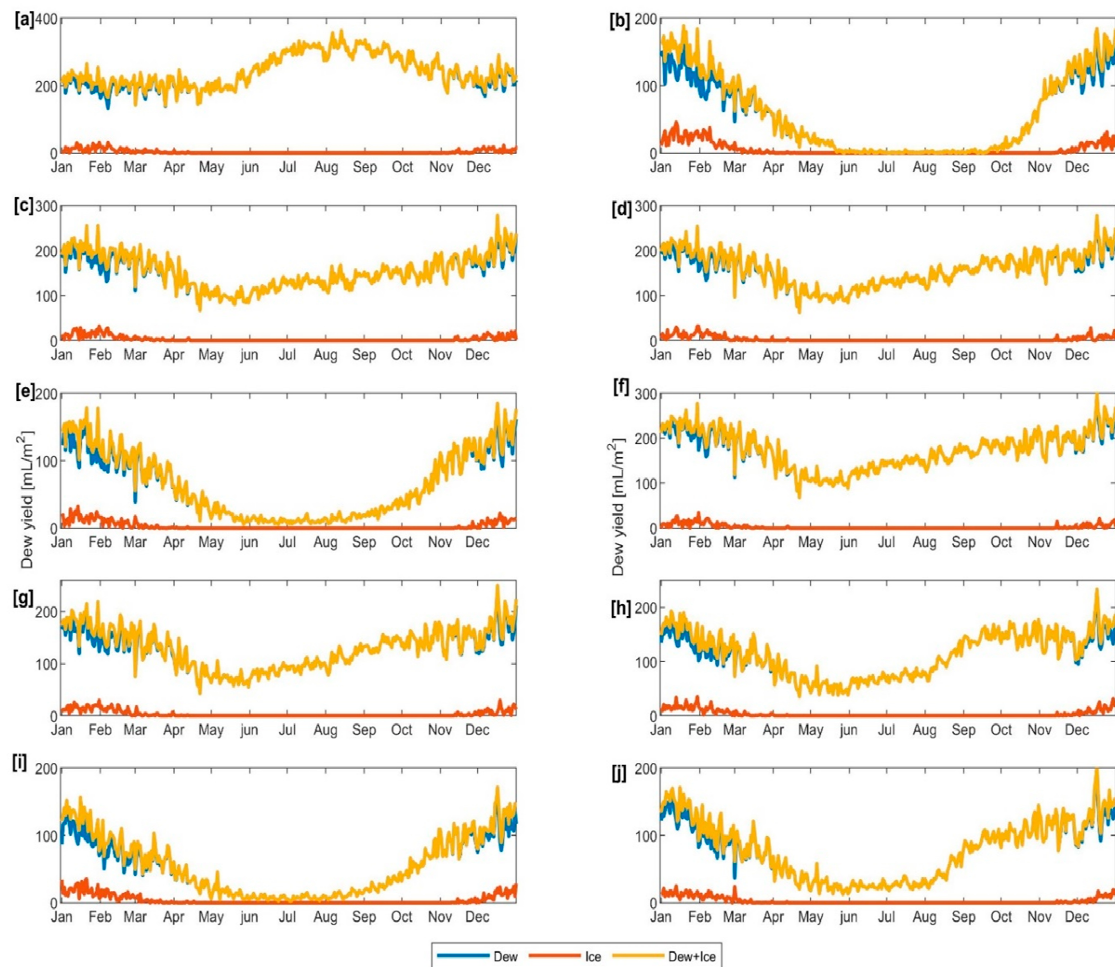 [a] 400
200
0
Jan Feb Mar Apr May jun Jul Aug Sep Oct Nov Dec
[b] 200
100
0
Jan Feb Mar Apr May jun Jul Aug Sep Oct Nov Dec
[c] 300
200
100
0
Jan Feb Mar Apr May jun Jul Aug Sep Oct Nov Dec
[d] 300
200
100
0
Jan Feb Mar Apr May jun Jul Aug Sep Oct Nov Dec
[e] 200
100
0
Jan Feb Mar Apr May jun Jul Aug Sep Oct Nov Dec
Dew yield [mL/m²]
[f] 300
200
100
0
Jan Feb Mar Apr May jun Jul Aug Sep Oct Nov Dec
Dew yield [mL/m²]
[g]
200
100
0
Jan Feb Mar Apr May jun Jul Aug Sep Oct Nov Dec
[h]
200
100
0
Jan Feb Mar Apr May jun Jul Aug Sep Oct Nov Dec
[i] 200
100
0
Jan Feb Mar Apr May jun Jul Aug Sep Oct Nov Dec
[j] 200
100
0
Jan Feb Mar Apr May jun Jul Aug Sep Oct Nov Dec
Dew Ice Dew+Ice